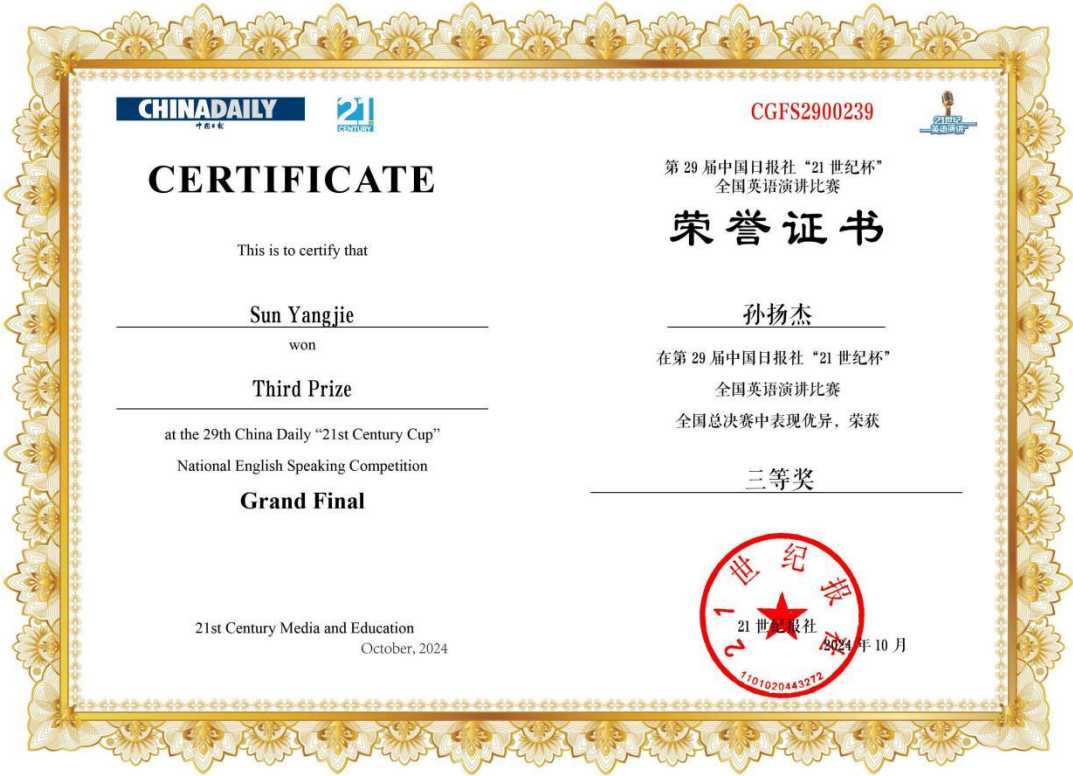 CHINADAILY
中国日报
21
CENTURY
CERTIFICATE
This is to certify that
Sun Yangjie
won
Third Prize
at the 29th China Daily “21st Century Cup”
National English Speaking Competition
Grand Final
21st Century Media and Education
October, 2024
CGFS2900239
21世纪
英语演讲
第 29 届中国日报社“21 世纪杯”
全国英语演讲比赛
荣誉证书
孙扬杰
在第 29 届中国日报社“21 世纪杯”
全国英语演讲比赛
全国总决赛中表现优异，荣获
三等奖
21世纪报社
21 世纪报社
2024 年 10 月
1101020443272